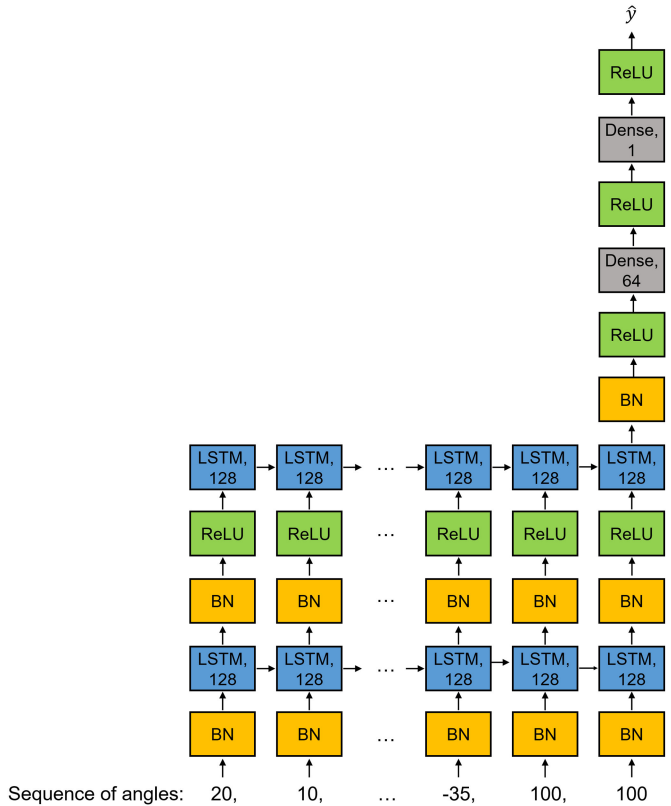 ŷ
ReLU
Dense,
1
ReLU
Dense,
64
ReLU
BN
LSTM, LSTM, LSTM, LSTM, LSTM,
128 128 … 128 128 128
ReLU ReLU … ReLU ReLU ReLU
BN BN … BN BN BN
LSTM, LSTM, LSTM, LSTM, LSTM,
128 128 … 128 128 128
BN BN … BN BN BN
Sequence of angles: 20, 10, … -35, 100, 100